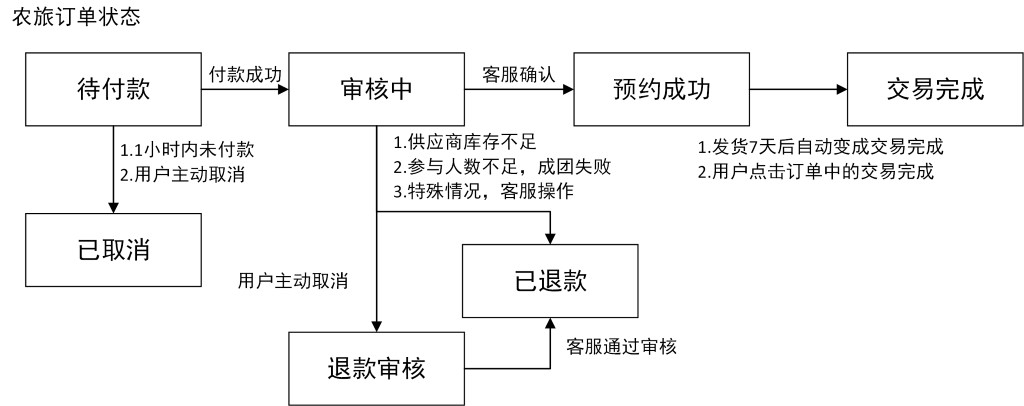 农旅订单状态
待付款
付款成功
审核中
客服确认
预约成功
交易完成
1.1小时内未付款
2.用户主动取消
1.供应商库存不足
2.参与人数不足，成团失败
3.特殊情况，客服操作
1.发货7天后自动变成交易完成
2.用户点击订单中的交易完成
已取消
用户主动取消
已退款
退款审核
客服通过审核